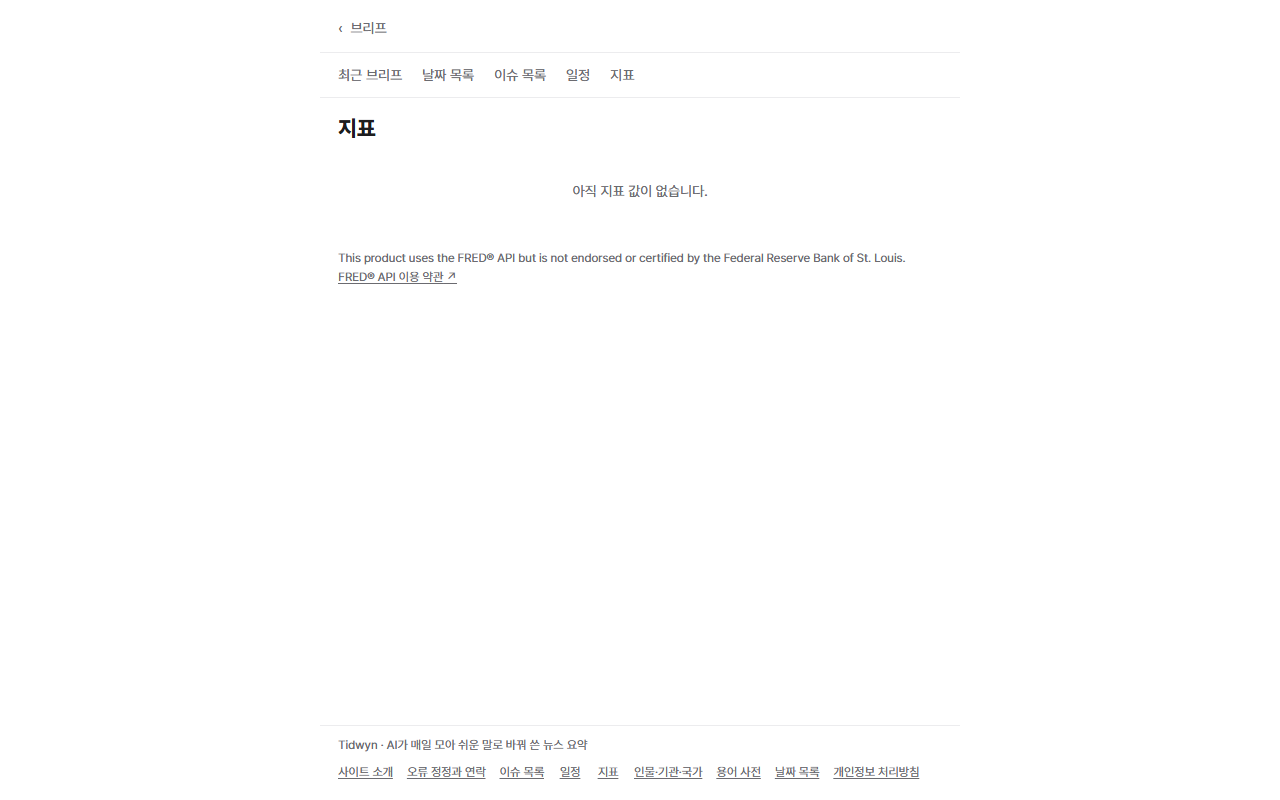 ‹ 브리프
최근 브리프 날짜 목록 이슈 목록 일정 지표
지표
아직 지표 값이 없습니다.
This product uses the FRED® API but is not endorsed or certified by the Federal Reserve Bank of St. Louis.
FRED® API 이용 약관 ↗
Tidwyn · AI가 매일 모아 쉬운 말로 바꿔 쓴 뉴스 요약
사이트 소개 오류 정정과 연락 이슈 목록 일정 지표 인물·기관·국가 용어 사전 날짜 목록 개인정보 처리방침